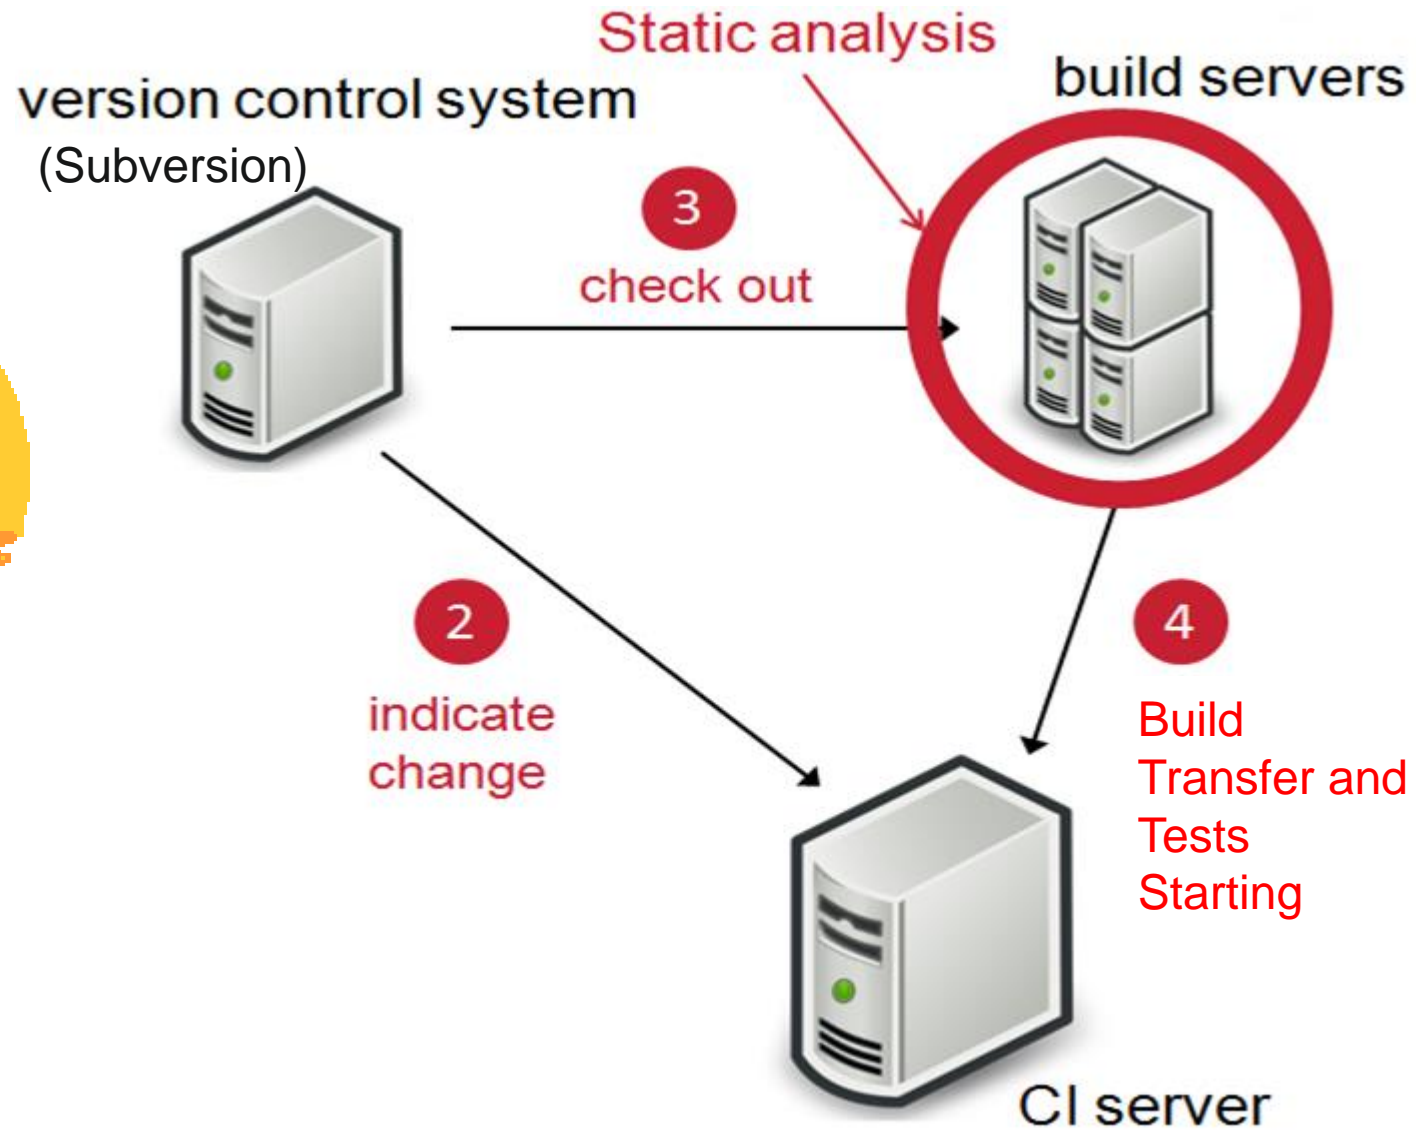 Static analysis
build servers
version control system
(Subversion)
3
check out
2
indicate
change
4
Build
Transfer and
Tests
Starting
CI server